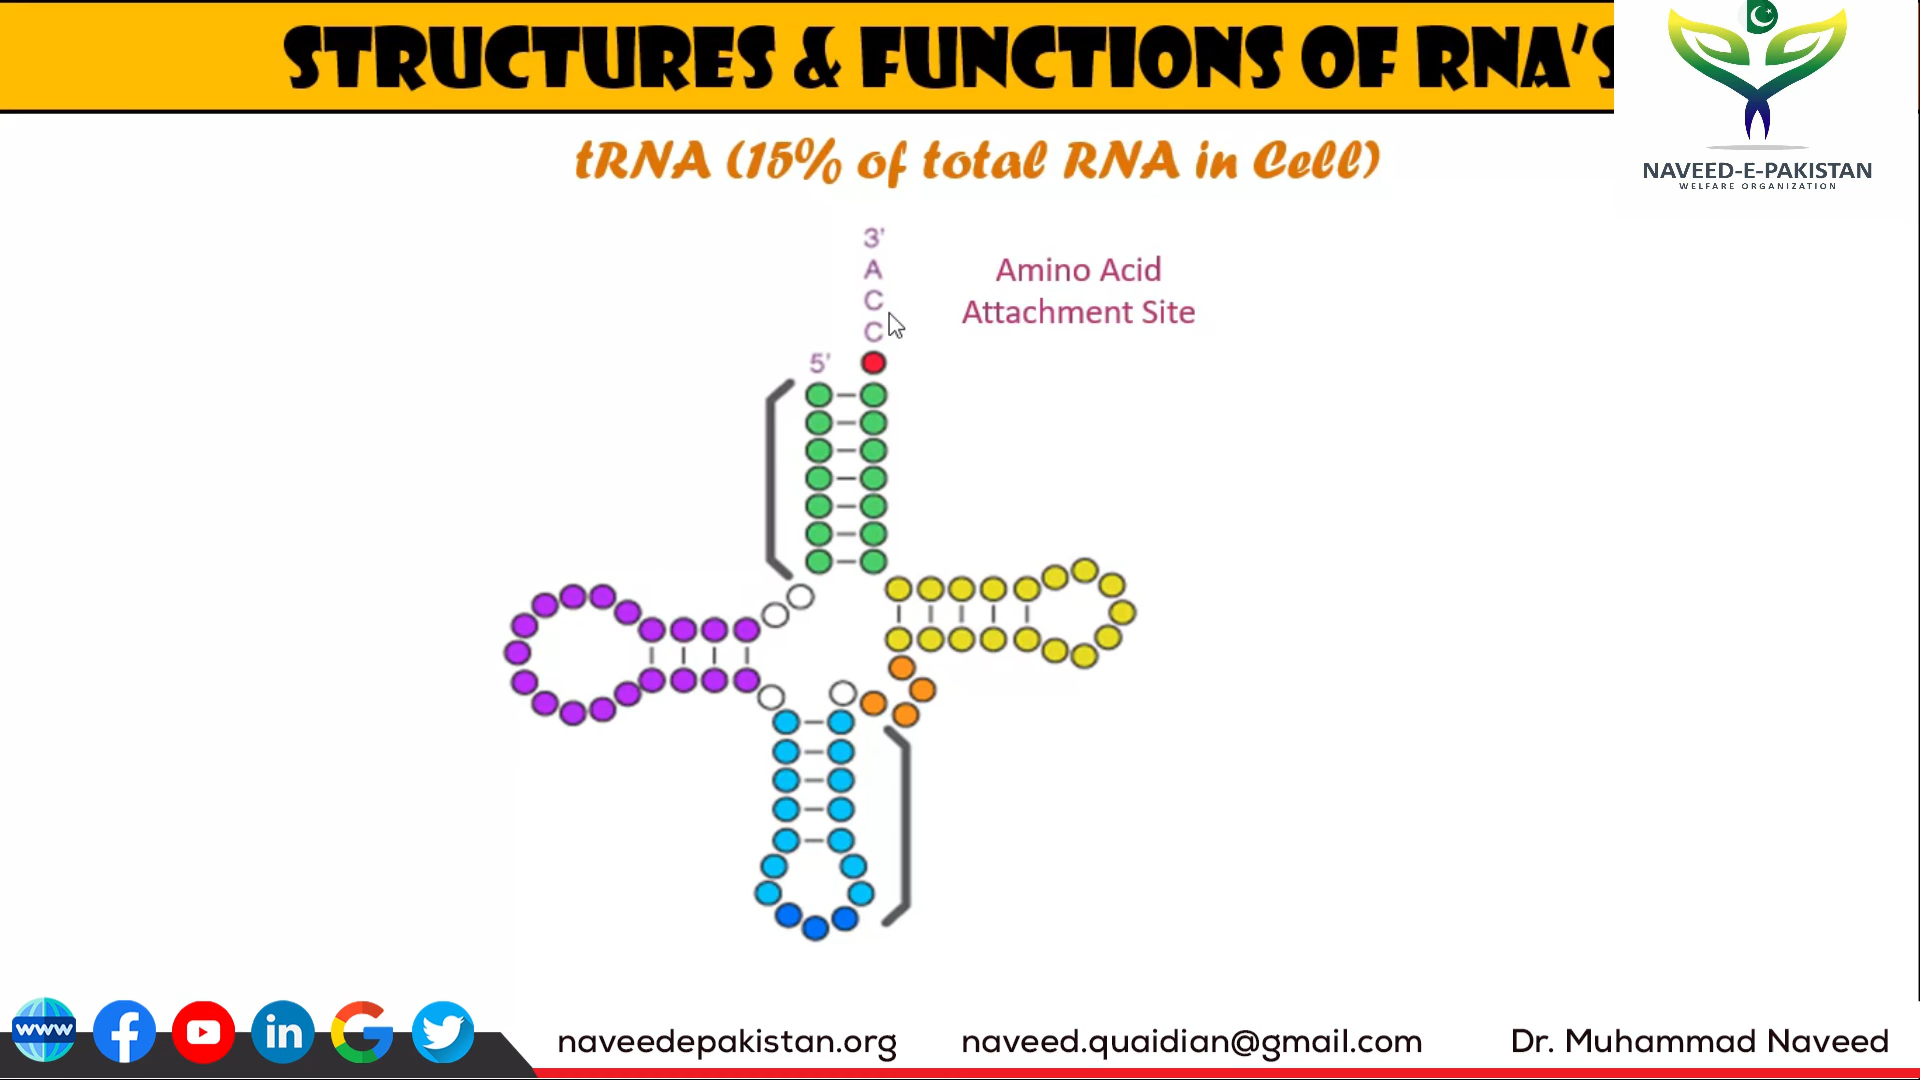 STRUCTURES & FUNCTIONS OF RNA'S
NAVEED-E-PAKISTAN
WELFARE ORGANIZATION
tRNA (15% of total RNA in Cell)
3'
A
C
C
5'
Amino Acid
Attachment Site
www
f
in
G
naveedepakistan.org
naveed.quaidian@gmail.com
Dr. Muhammad Naveed